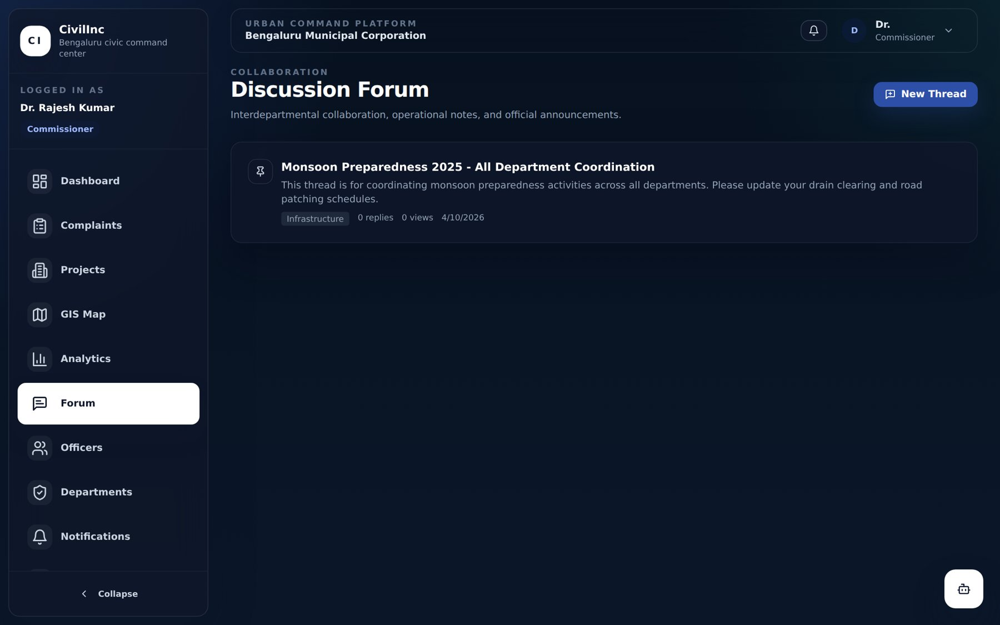 CI
CivilInc
Bengaluru civic command
center
LOGGED IN AS
Dr. Rajesh Kumar
Commissioner
Dashboard
Complaints
Projects
GIS Map
Analytics
Forum
Officers
Departments
Notifications
Collapse
URBAN COMMAND PLATFORM
Bengaluru Municipal Corporation
D
Dr.
Commissioner
COLLABORATION
Discussion Forum
Interdepartmental collaboration, operational notes, and official announcements.
New Thread
Monsoon Preparedness 2025 - All Department Coordination
This thread is for coordinating monsoon preparedness activities across all departments. Please update your drain clearing and road
patching schedules.
Infrastructure 0 replies 0 views 4/10/2026